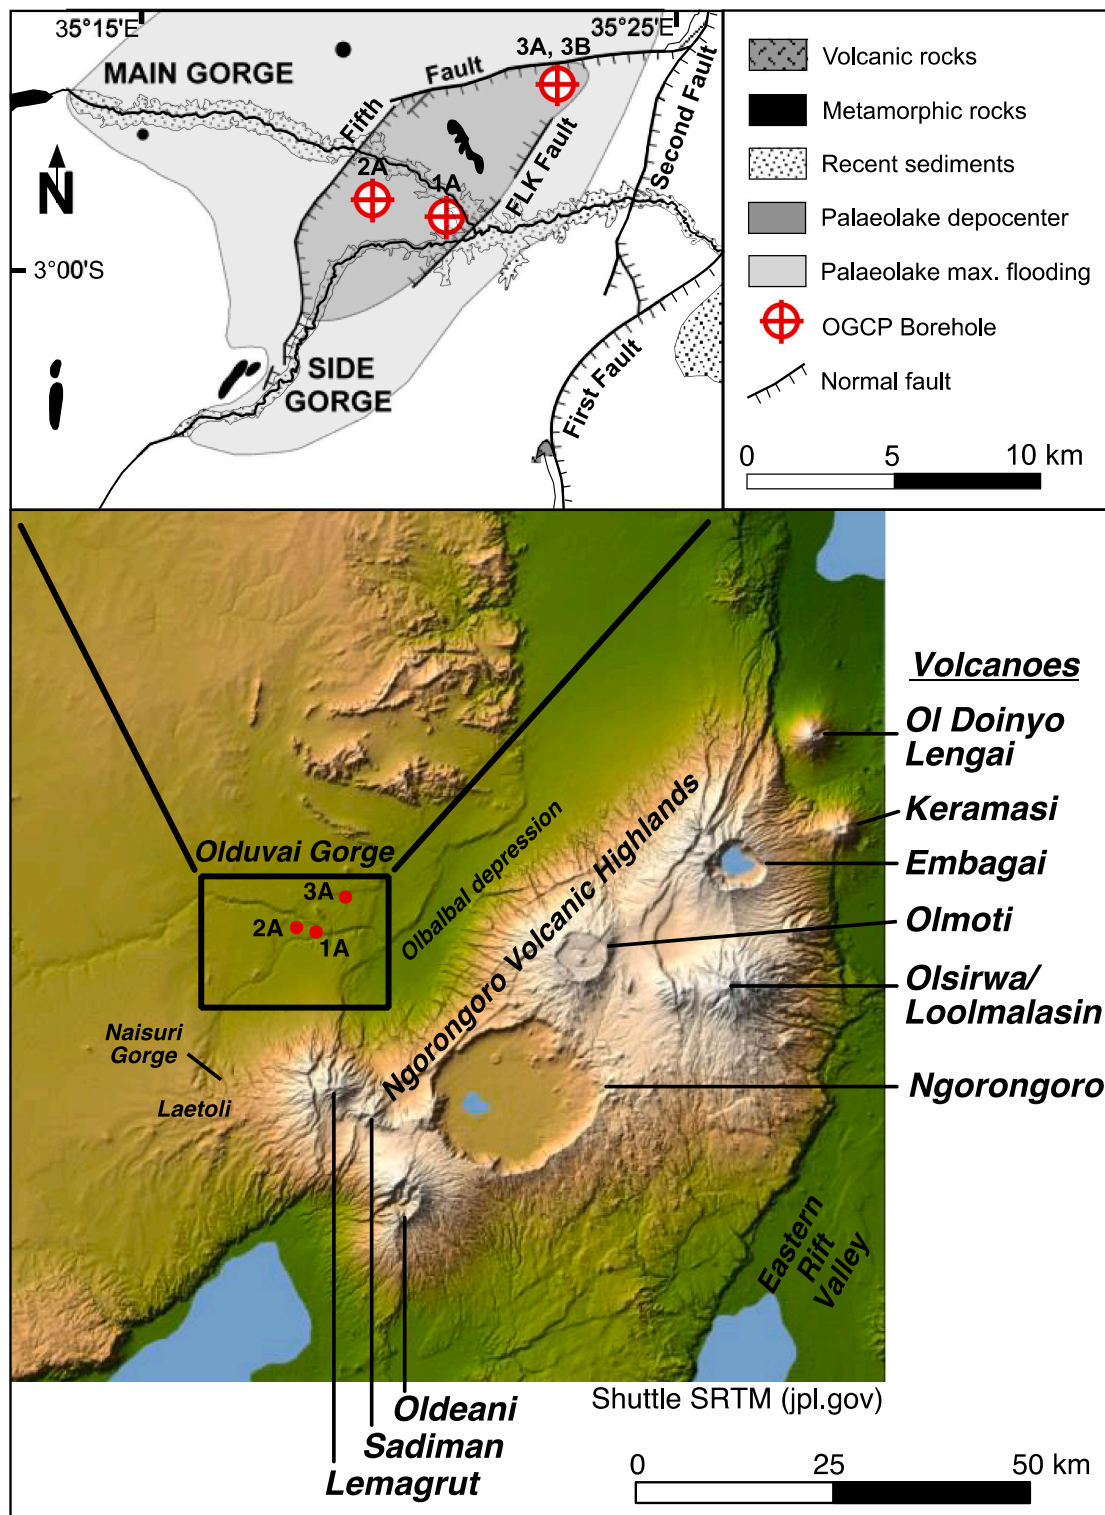 35°15'E
35°25'E
3A, 3B
MAIN GORGE
Fault
Fifth
2A
1A
FLK Fault
Second Fault
N
3°00'S
SIDE
GORGE
First Fault
Volcanic rocks
Metamorphic rocks
Recent sediments
Palaeolake depocenter
Palaeolake max. flooding
OGCP Borehole
Normal fault
0 5 10 km
Volcanoes
Ol Doinyo
Lengai
Keramasi
Embagai
Olmoti
Olsirwa/
Loolmalasin
Ngorongoro
Olduvai Gorge
3A
2A
1A
Olbalbal depression
Ngorongoro Volcanic Highlands
Naisuri
Gorge
Laetoli
Eastern
Rift
Valley
Shuttle SRTM (jpl.gov)
Oldeani
Sadiman
Lemagrut
0 25 50 km